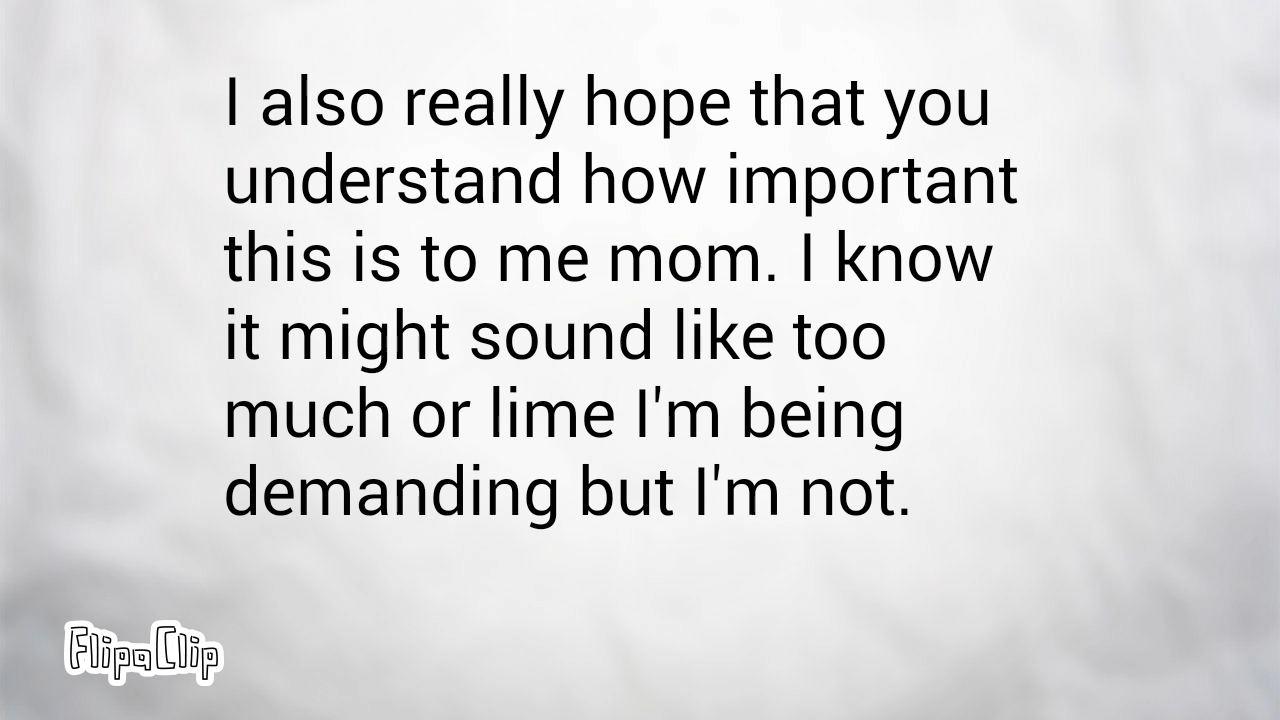 I also really hope that you
understand how important
this is to me mom. I know
it might sound like too
much or lime I'm being
demanding but I'm not.
FlipaClip